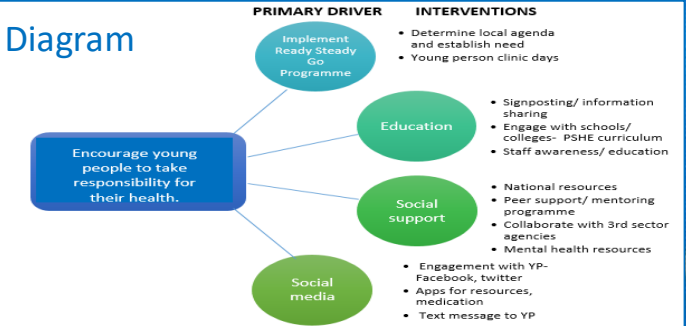 Diagram
PRIMARY DRIVER
INTERVENTIONS
Implement
Ready Steady
Go
Programme
• Determine local agenda
and establish need
• Young person clinic days
Education
• Signposting/ information
sharing
• Engage with schools/
colleges- PSHE curriculum
• Staff awareness/ education
Encourage young
people to take
responsibility for
their health.
Social
support
• National resources
• Peer support/ mentoring
programme
• Collaborate with 3rd sector
agencies
• Mental health resources
Social
media
• Engagement with YP-
Facebook, twitter
• Apps for resources,
medication
• Text message to YP